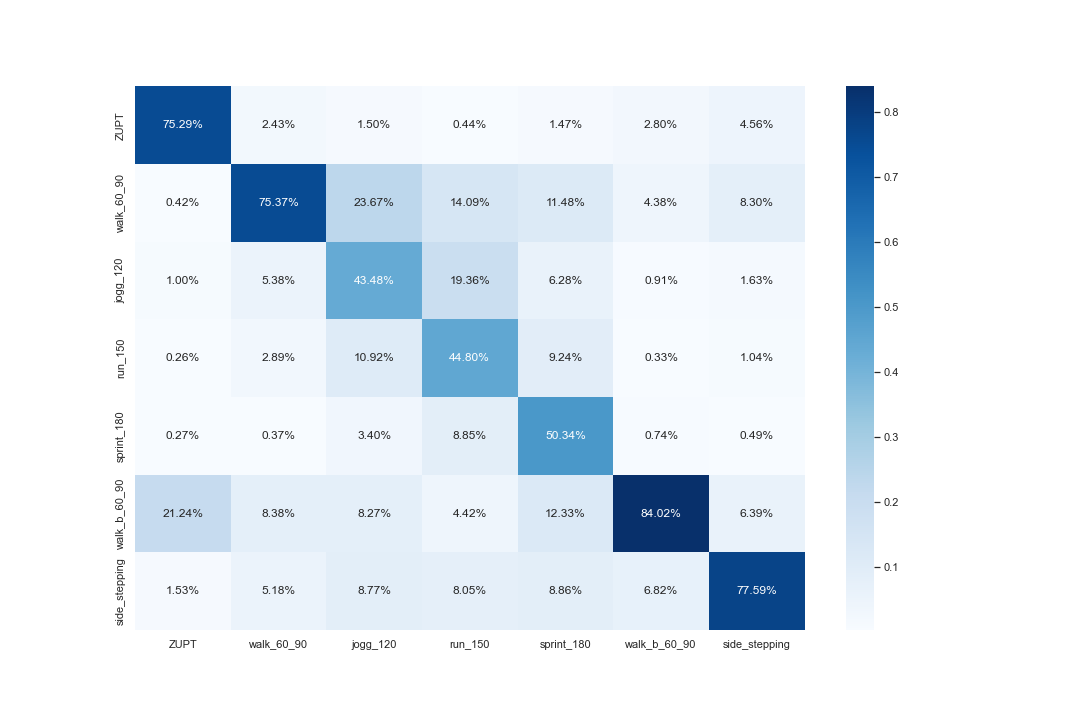 ZUPT 75.29% 2.43% 1.50% 0.44% 1.47% 2.80% 4.56%
walk_60_90 0.42% 75.37% 23.67% 14.09% 11.48% 4.38% 8.30%
jogg_120 1.00% 5.38% 43.48% 19.36% 6.28% 0.91% 1.63%
run_150 0.26% 2.89% 10.92% 44.80% 9.24% 0.33% 1.04%
sprint_180 0.27% 0.37% 3.40% 8.85% 50.34% 0.74% 0.49%
walk_b_60_90 21.24% 8.38% 8.27% 4.42% 12.33% 84.02% 6.39%
side_stepping 1.53% 5.18% 8.77% 8.05% 8.86% 6.82% 77.59%
ZUPT walk_60_90 jogg_120 run_150 sprint_180 walk_b_60_90 side_stepping
0.8
0.7
0.6
0.5
0.4
0.3
0.2
0.1